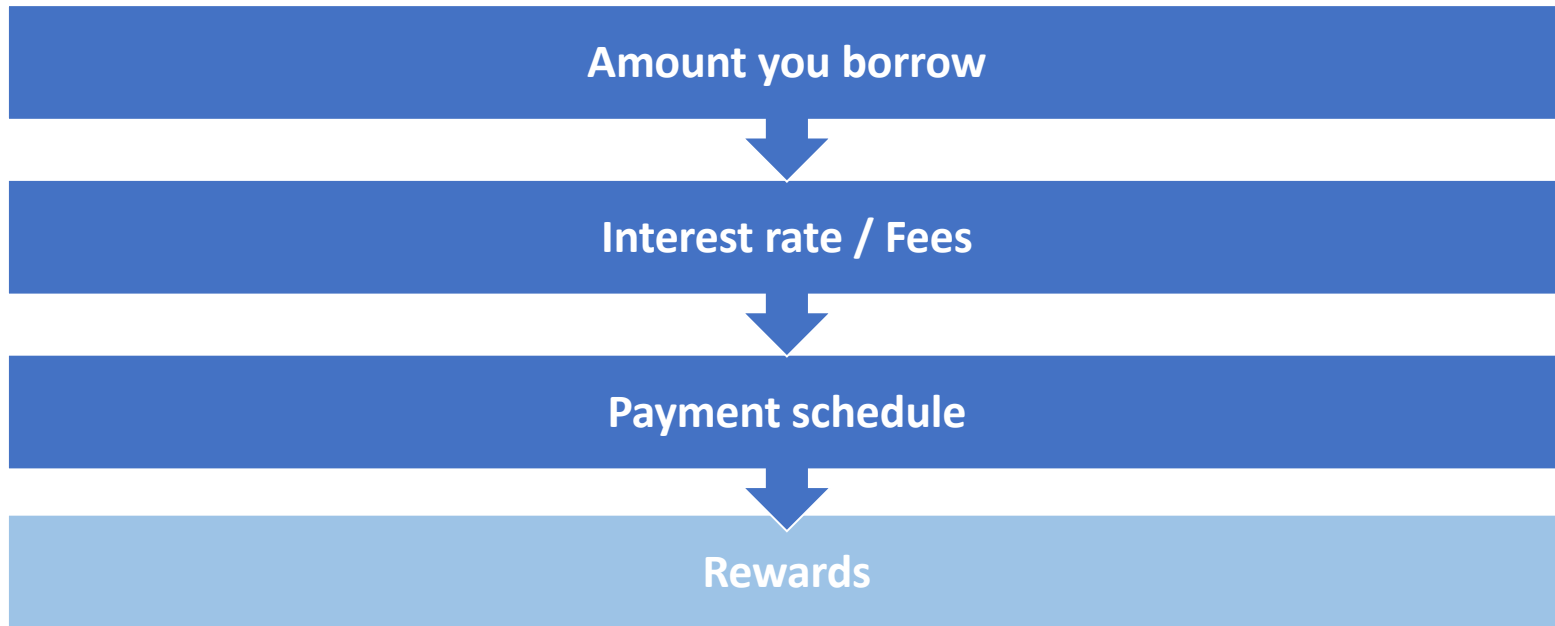 Amount you borrow
Interest rate / Fees
Payment schedule
Rewards